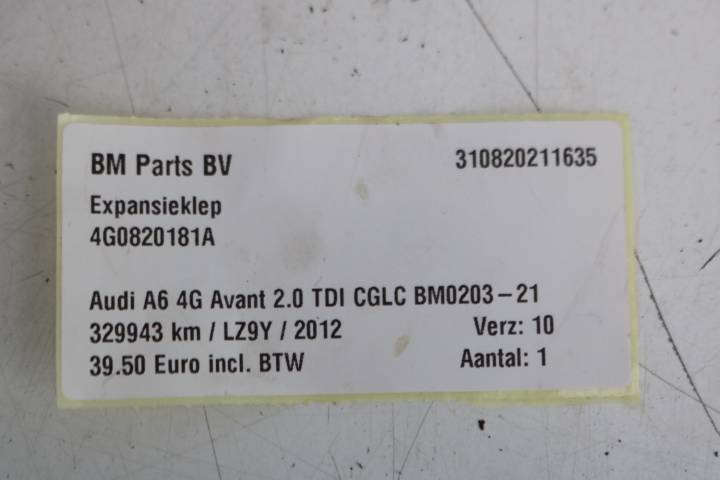 BM Parts BV 310820211635
Expansieklep
4G0820181A
Audi A6 4G Avant 2.0 TDI CGLC BM0203-21
329943 km / LZ9Y / 2012 Verz: 10
39.50 Euro incl. BTW Aantal: 1